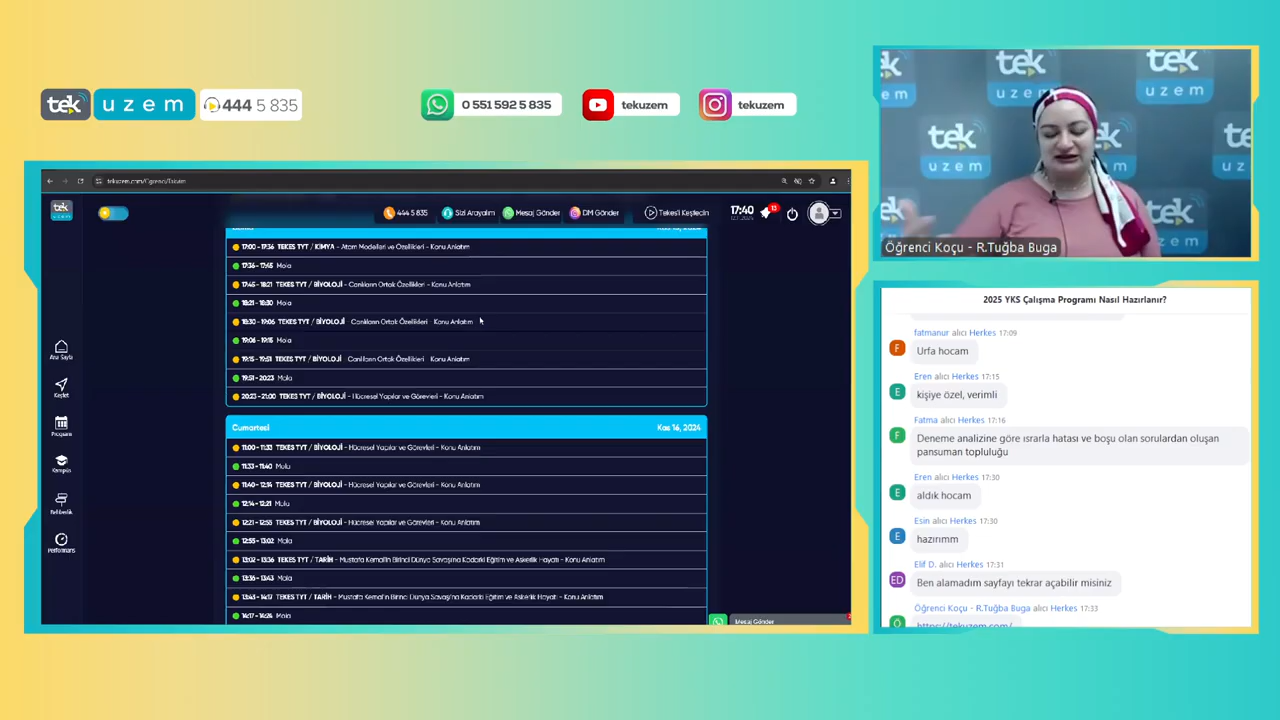 tek uzem 444 5 835
0 551 592 5 835
tekuzem
tekuzem
tek uzem
Öğrenci Koçu - R.Tuğba Buga
444 5 835
Sizi Arayalım
Mesaj Gönder
DM Gönder
Tekes'i Keşfedin
17:40
13
17:00 - 17:36 TEKES TYT / KİMYA - Atom Modelleri ve Özellikleri - Konu Anlatım
17:36 - 17:45 Mola
17:45 - 18:21 TEKES TYT / BİYOLOJİ - Canlıların Ortak Özellikleri - Konu Anlatım
18:21 - 18:30 Mola
18:30 - 19:06 TEKES TYT / BİYOLOJİ - Canlıların Ortak Özellikleri - Konu Anlatım
19:06 - 19:15 Mola
19:15 - 19:51 TEKES TYT / BİYOLOJİ - Canlıların Ortak Özellikleri - Konu Anlatım
19:51 - 20:23 Mola
20:23 - 21:00 TEKES TYT / BİYOLOJİ - Hücresel Yapılar ve Görevleri - Konu Anlatım
Cumartesi Kas 16, 2024
11:00 - 11:33 TEKES TYT / BİYOLOJİ - Hücresel Yapılar ve Görevleri - Konu Anlatım
11:33 - 11:40 Mola
11:40 - 12:14 TEKES TYT / BİYOLOJİ - Hücresel Yapılar ve Görevleri - Konu Anlatım
12:14 - 12:21 Mola
12:21 - 12:55 TEKES TYT / BİYOLOJİ - Hücresel Yapılar ve Görevleri - Konu Anlatım
12:55 - 13:02 Mola
13:02 - 13:36 TEKES TYT / TARİH - Mustafa Kemal'in Birinci Dünya Savaşı'na Kadarki Eğitim ve Askerlik Hayatı - Konu Anlatım
13:36 - 13:43 Mola
13:43 - 14:17 TEKES TYT / TARİH - Mustafa Kemal'in Birinci Dünya Savaşı'na Kadarki Eğitim ve Askerlik Hayatı - Konu Anlatım
14:17 - 14:24 Mola
Mesaj Gönder
Ana Sayfa
Keşfet
Program
Kampüs
Rehberlik
Performans
2025 YKS Çalışma Programı Nasıl Hazırlanır?
fatmanur alıcı Herkes 17:09
F Urfa hocam
Eren alıcı Herkes 17:15
E kişiye özel, verimli
Fatma alıcı Herkes 17:16
F Deneme analizine göre ısrarla hatası ve boşu olan sorulardan oluşan
pansuman topluluğu
Eren alıcı Herkes 17:30
E aldık hocam
Esin alıcı Herkes 17:30
E hazırımm
Elif D. alıcı Herkes 17:31
ED Ben alamadım sayfayı tekrar açabilir misiniz
Öğrenci Koçu - R.Tuğba Buga alıcı Herkes 17:33
Ö https://tekuzem.com/